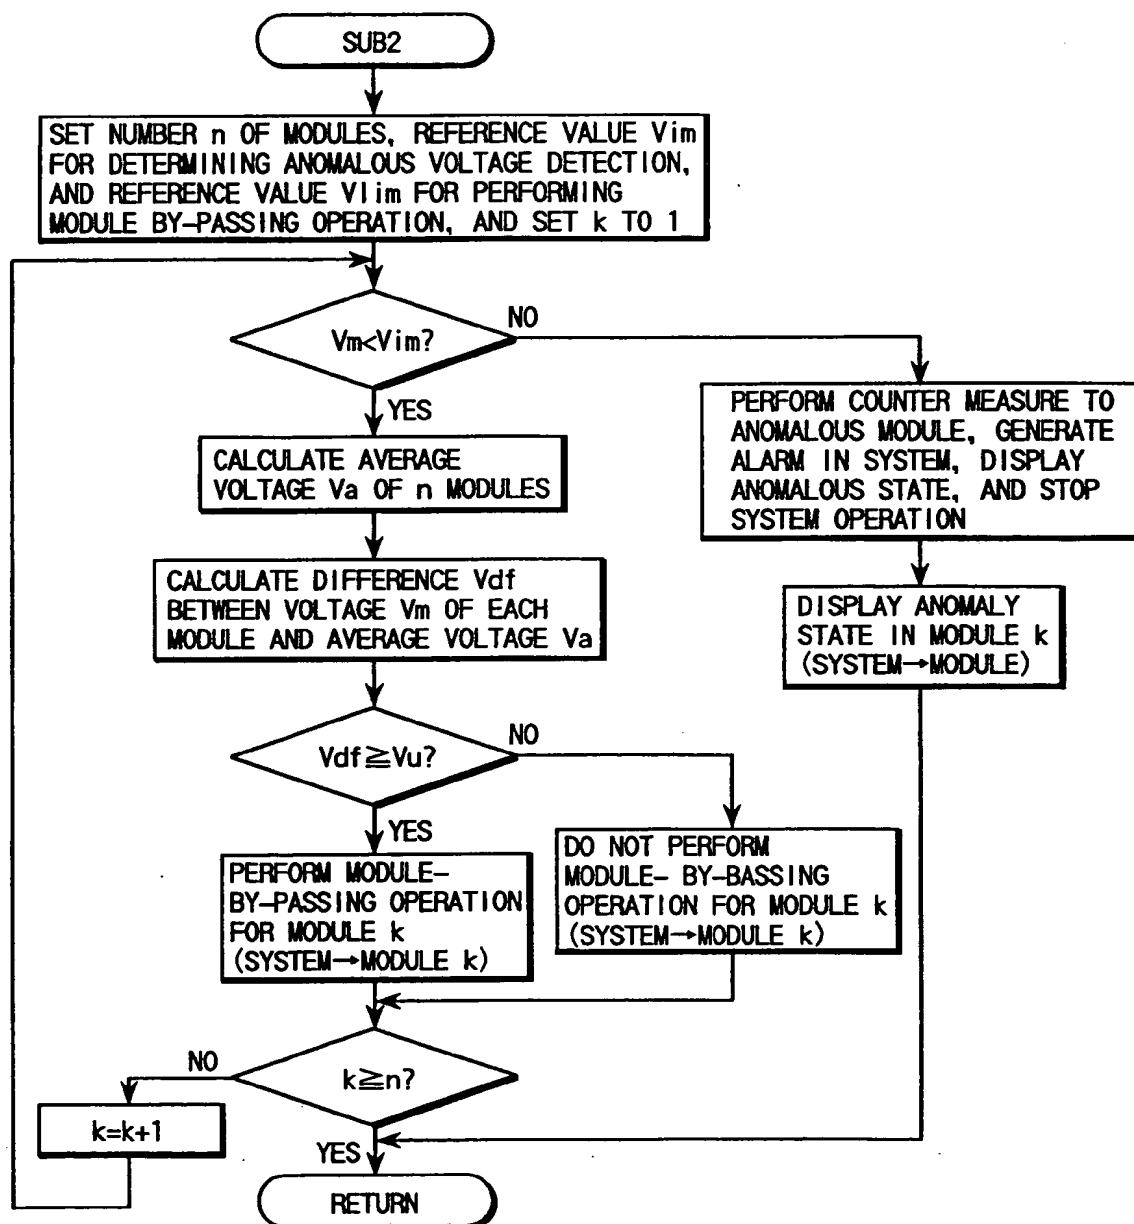 SUB2
SET NUMBER n OF MODULES, REFERENCE VALUE Vim
FOR DETERMINING ANOMALOUS VOLTAGE DETECTION,
AND REFERENCE VALUE Vlim FOR PERFORMING
MODULE BY-PASSING OPERATION, AND SET k TO 1
Vm<Vim?
NO
YES
PERFORM COUNTER MEASURE TO
ANOMALOUS MODULE, GENERATE
ALARM IN SYSTEM, DISPLAY
ANOMALOUS STATE, AND STOP
SYSTEM OPERATION
CALCULATE AVERAGE
VOLTAGE Va OF n MODULES
CALCULATE DIFFERENCE Vdf
BETWEEN VOLTAGE Vm OF EACH
MODULE AND AVERAGE VOLTAGE Va
DISPLAY ANOMALY
STATE IN MODULE k
(SYSTEM→MODULE)
Vdf≧Vu?
NO
YES
PERFORM MODULE-
BY-PASSING OPERATION
FOR MODULE k
(SYSTEM→MODULE k)
DO NOT PERFORM
MODULE- BY-BASSING
OPERATION FOR MODULE k
(SYSTEM→MODULE k)
k≧n?
NO
k=k+1
YES
RETURN